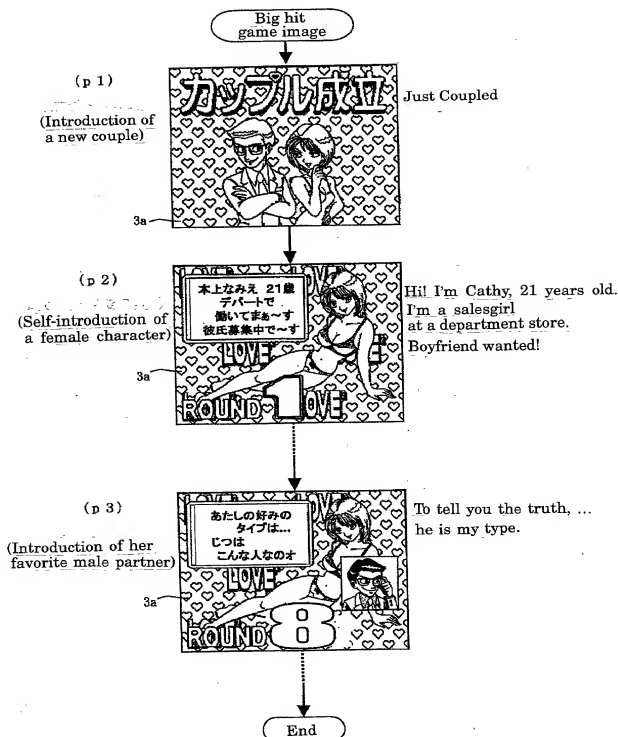 Big hit
game image
(p 1)
(Introduction of
a new couple)
カップル成立
Just Coupled
3a
(p 2)
(Self-introduction of
a female character)
LOVE LOVE
本上なみえ 21歳
デパートで
働いてまぁ〜す
彼氏募集中で〜す
LOVE
ROUND 1 LOVE
3a
Hi! I'm Cathy, 21 years old.
I'm a salesgirl
at a department store.
Boyfriend wanted!
(p 3)
(Introduction of her
favorite male partner)
LOVE LOVE
あたしの好みの
タイプは...
じつは
こんな人なのォ
LOVE
ROUND 8
3a
To tell you the truth, ...
he is my type.
End